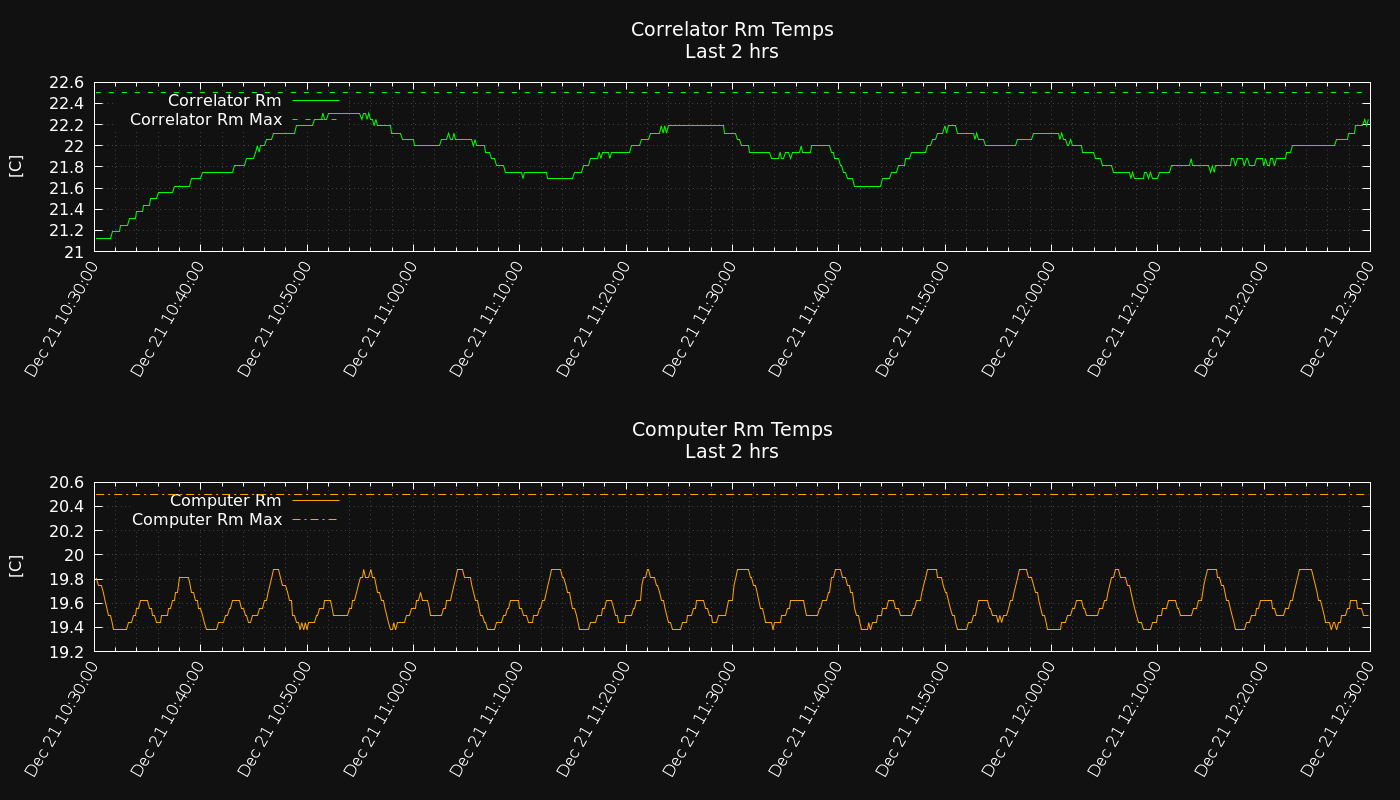 Correlator Rm Temps
Last 2 hrs
22.6
22.4
22.2
22
21.8
21.6
21.4
21.2
21
[C]
Correlator Rm
Correlator Rm Max
Dec 21 10:30:00
Dec 21 10:40:00
Dec 21 10:50:00
Dec 21 11:00:00
Dec 21 11:10:00
Dec 21 11:20:00
Dec 21 11:30:00
Dec 21 11:40:00
Dec 21 11:50:00
Dec 21 12:00:00
Dec 21 12:10:00
Dec 21 12:20:00
Dec 21 12:30:00
Computer Rm Temps
Last 2 hrs
20.6
20.4
20.2
20
19.8
19.6
19.4
19.2
[C]
Computer Rm
Computer Rm Max
Dec 21 10:30:00
Dec 21 10:40:00
Dec 21 10:50:00
Dec 21 11:00:00
Dec 21 11:10:00
Dec 21 11:20:00
Dec 21 11:30:00
Dec 21 11:40:00
Dec 21 11:50:00
Dec 21 12:00:00
Dec 21 12:10:00
Dec 21 12:20:00
Dec 21 12:30:00